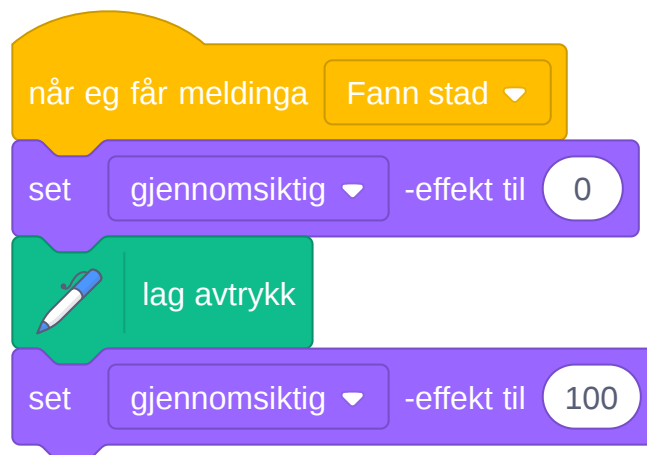 når eg får meldinga Fann stad
set gjennomsiktig -effekt til 0
lag avtrykk
set gjennomsiktig -effekt til 100